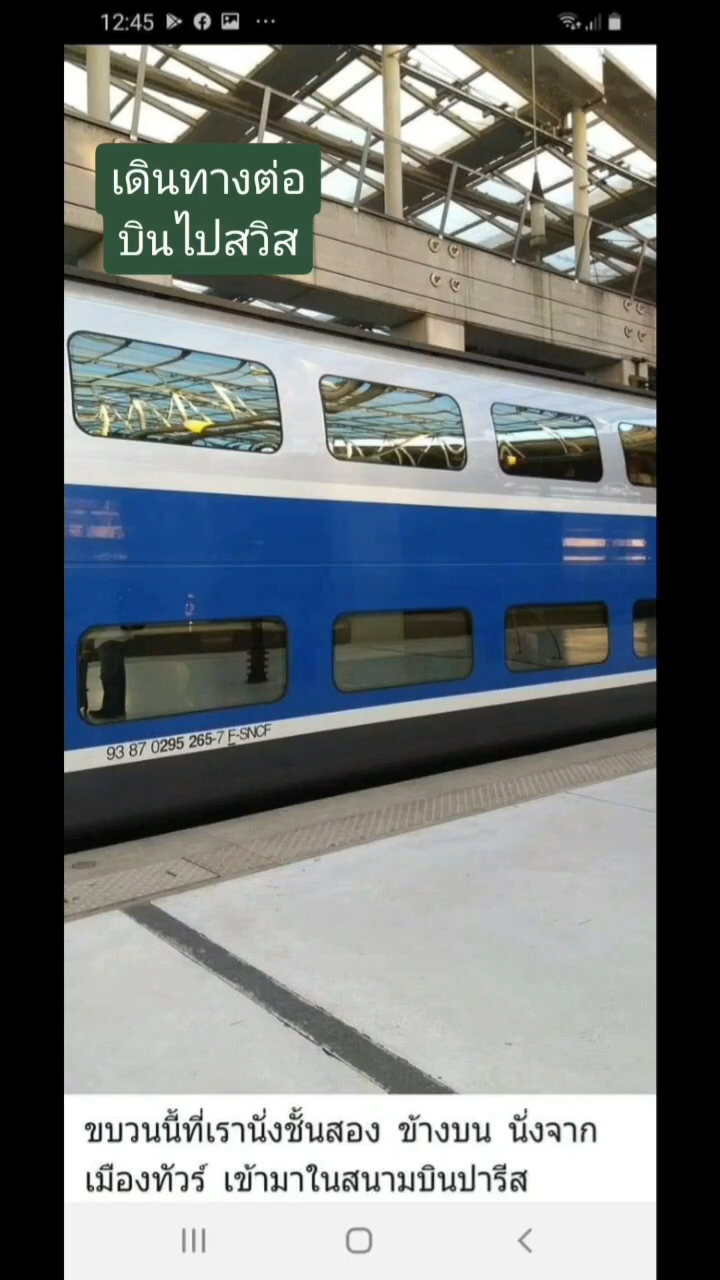 12:45
เดินทางต่อ
บินไปสวิส
93 87 0295 265-7 F-SNCF
ขบวนนี้ที่เรานั่งชั้นสอง ข้างบน นั่งจาก
เมืองทัวร์ เข้ามาในสนามบินปารีส